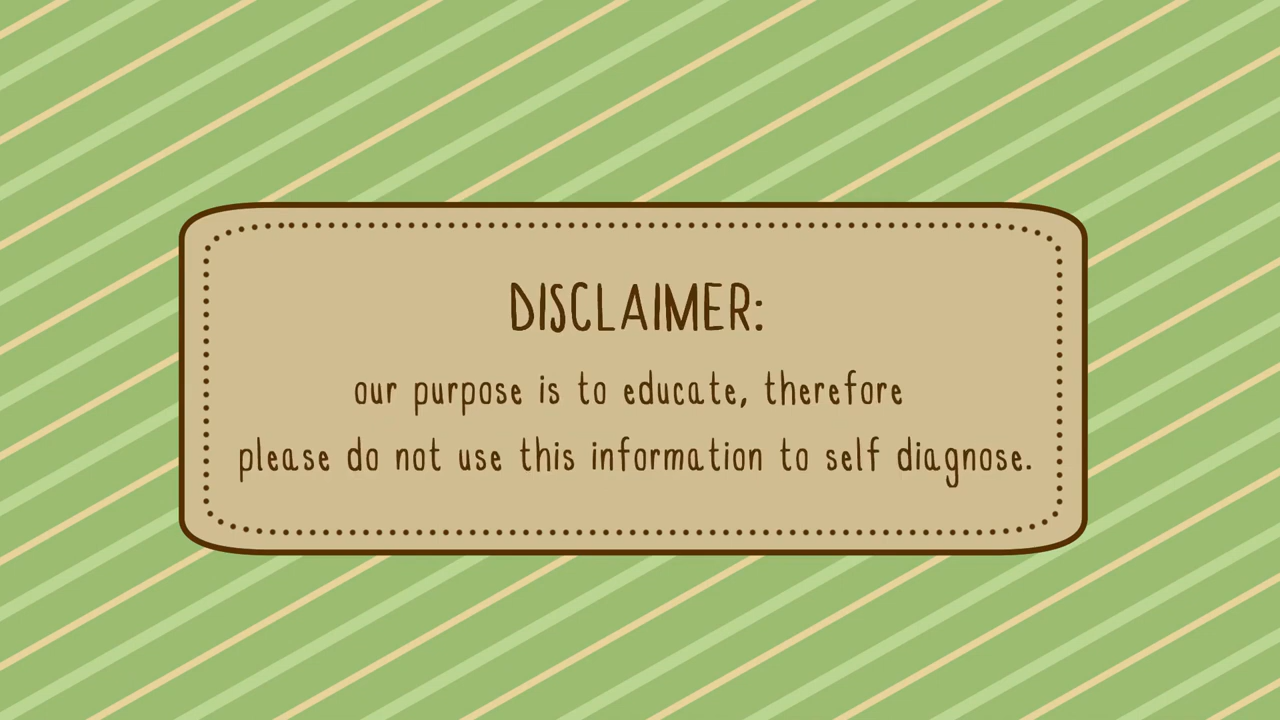 DISCLAIMER:
our purpose is to educate, therefore
please do not use this information to self diagnose.